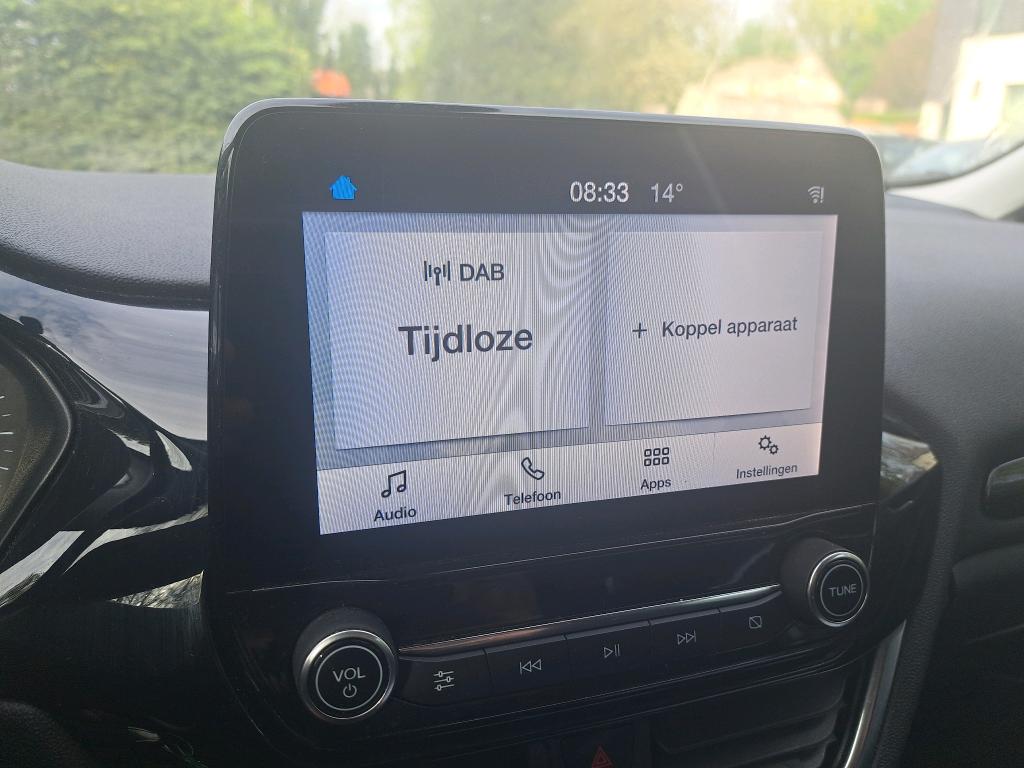 08:33 14°
DAB
Tijdloze
+ Koppel apparaat
Audio
Telefoon
Apps
Instellingen
VOL
TUNE